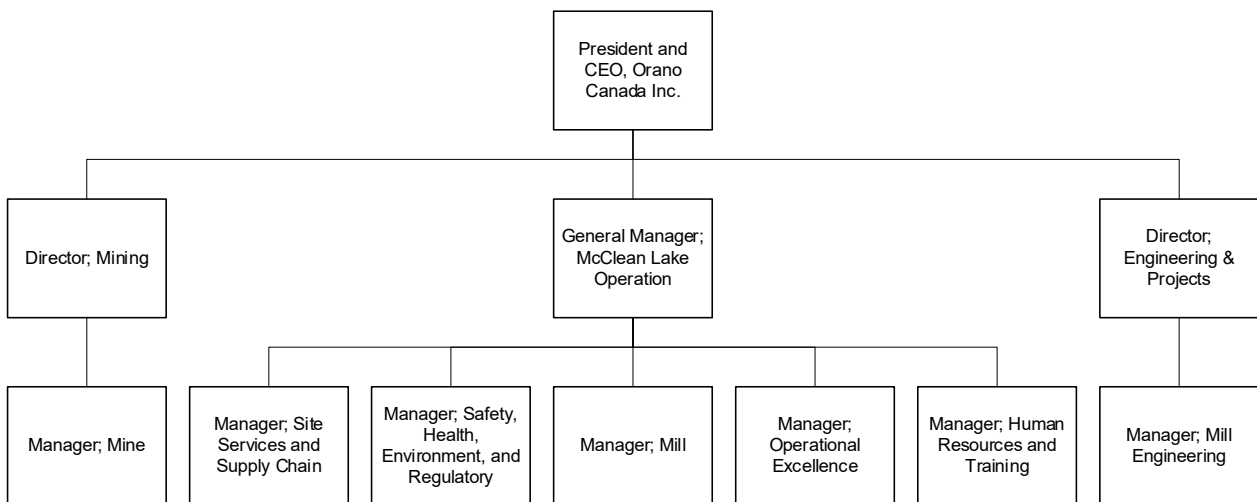 President and
CEO, Orano
Canada Inc.
Director; Mining
General Manager;
McClean Lake
Operation
Director;
Engineering &
Projects
Manager; Mine
Manager; Site
Services and
Supply Chain
Manager; Safety,
Health,
Environment, and
Regulatory
Manager; Mill
Manager;
Operational
Excellence
Manager; Human
Resources and
Training
Manager; Mill
Engineering